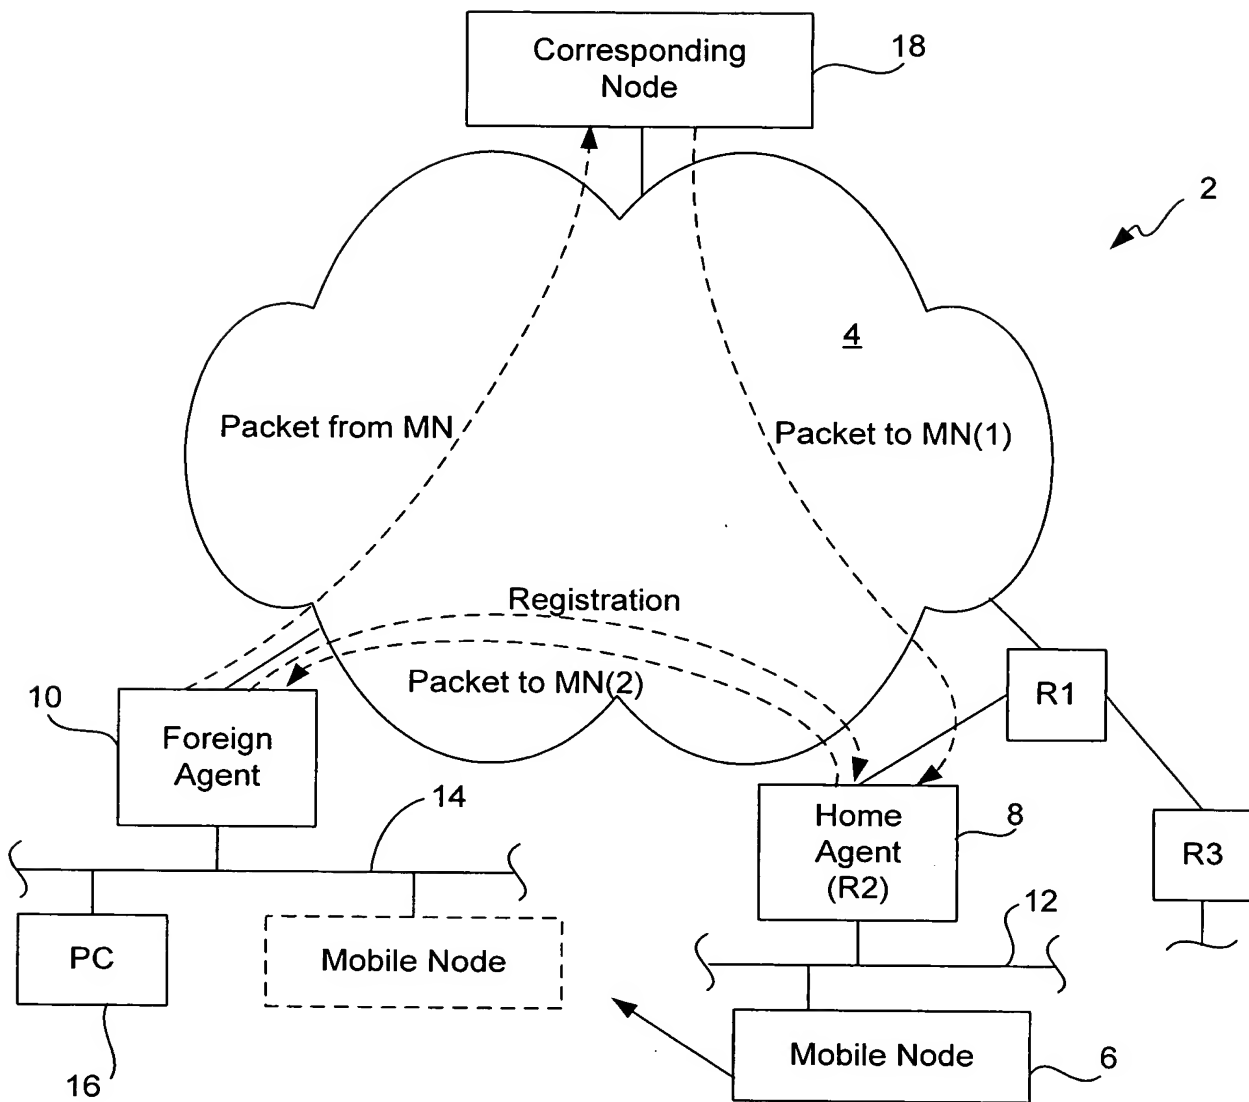 Corresponding
Node
18
2
4
Packet from MN
Packet to MN(1)
Registration
Packet to MN(2)
R1
10
Foreign
Agent
14
Home
Agent
(R2)
8
R3
12
PC
Mobile Node
Mobile Node
6
16